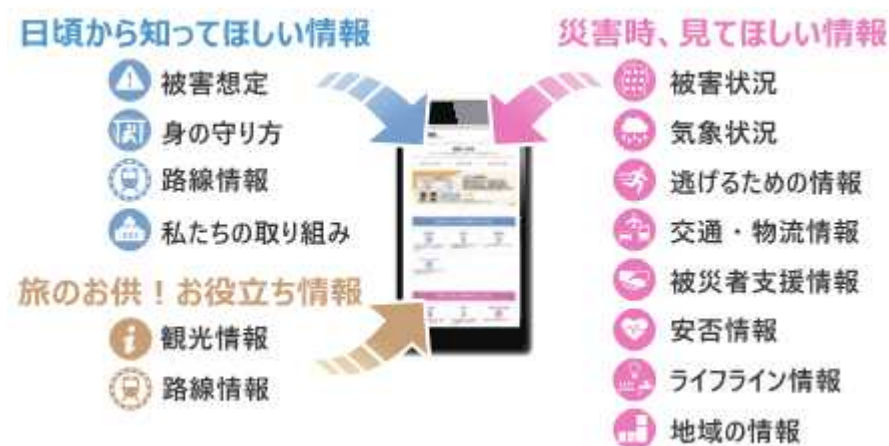 日頃から知ってほしい情報
被害想定
身の守り方
路線情報
私たちの取り組み
旅のお供！お役立ち情報
観光情報
路線情報
災害時、見てほしい情報
被害状況
気象状況
逃げるための情報
交通・物流情報
被災者支援情報
安否情報
ライフライン情報
地域の情報